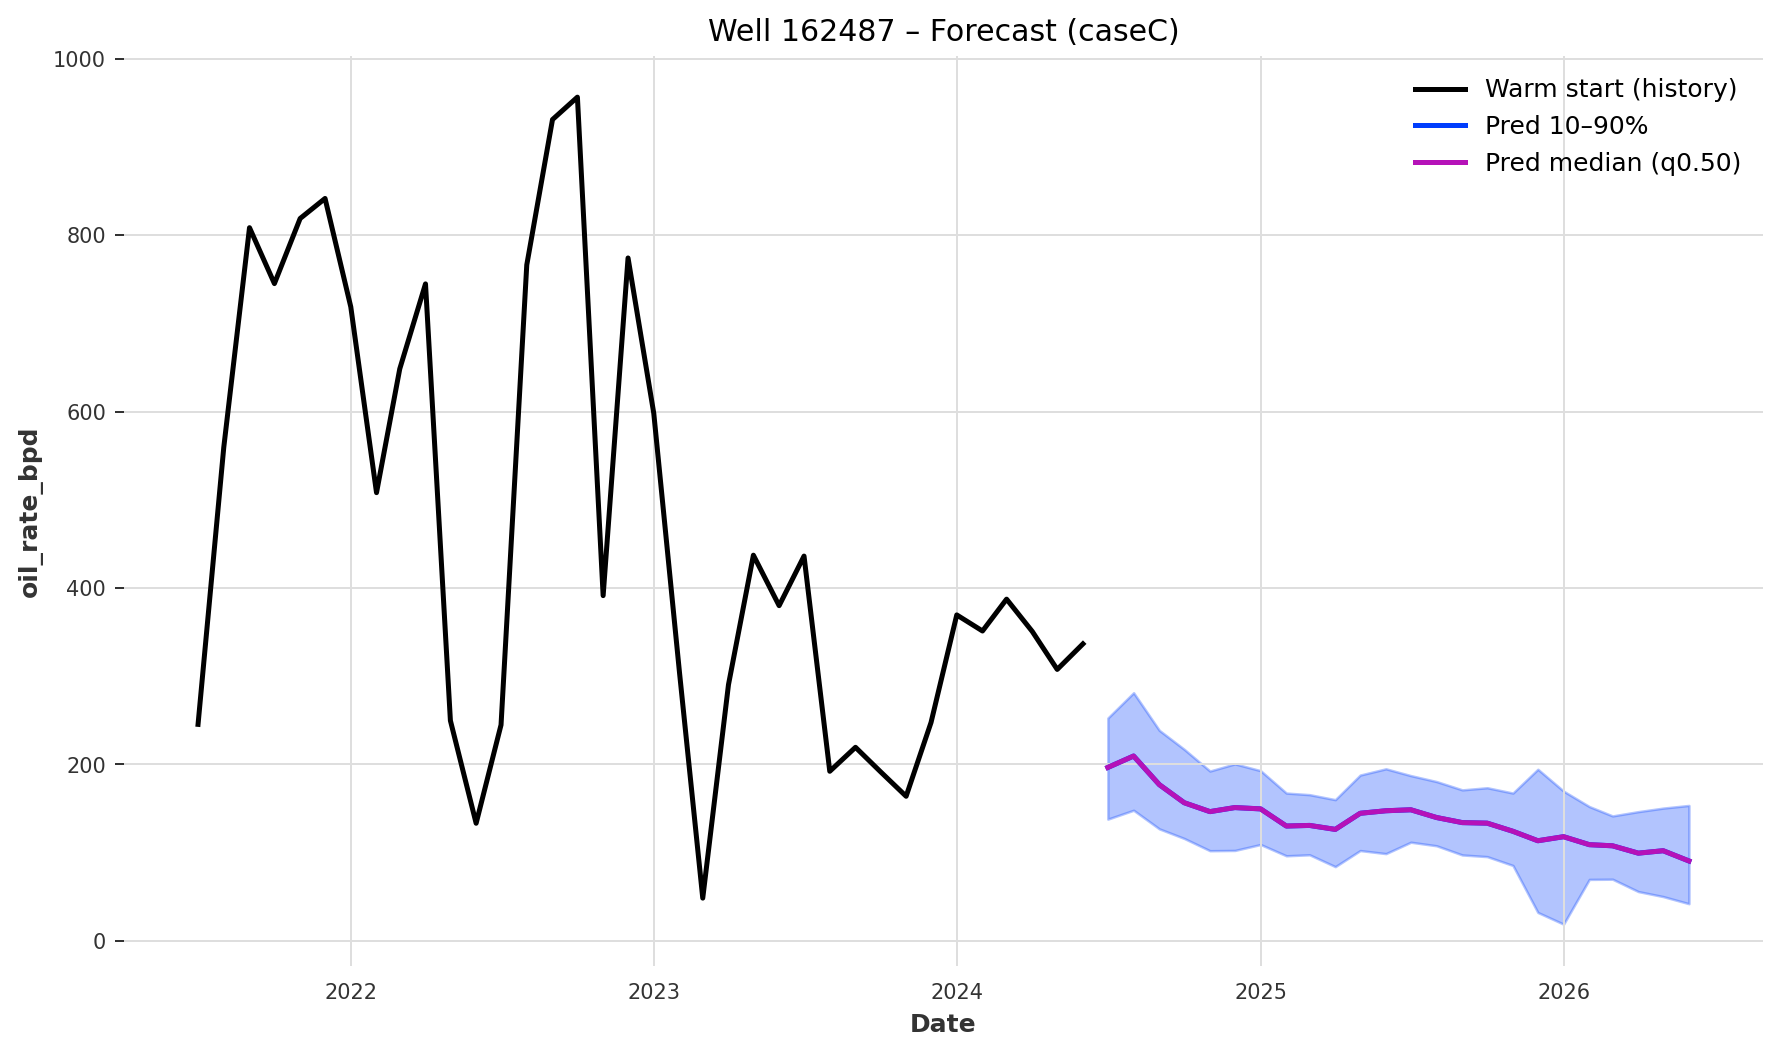 Well 162487 – Forecast (caseC)
Warm start (history)
Pred 10–90%
Pred median (q0.50)
oil_rate_bpd
1000
800
600
400
200
0
2022 2023 2024 2025 2026
Date